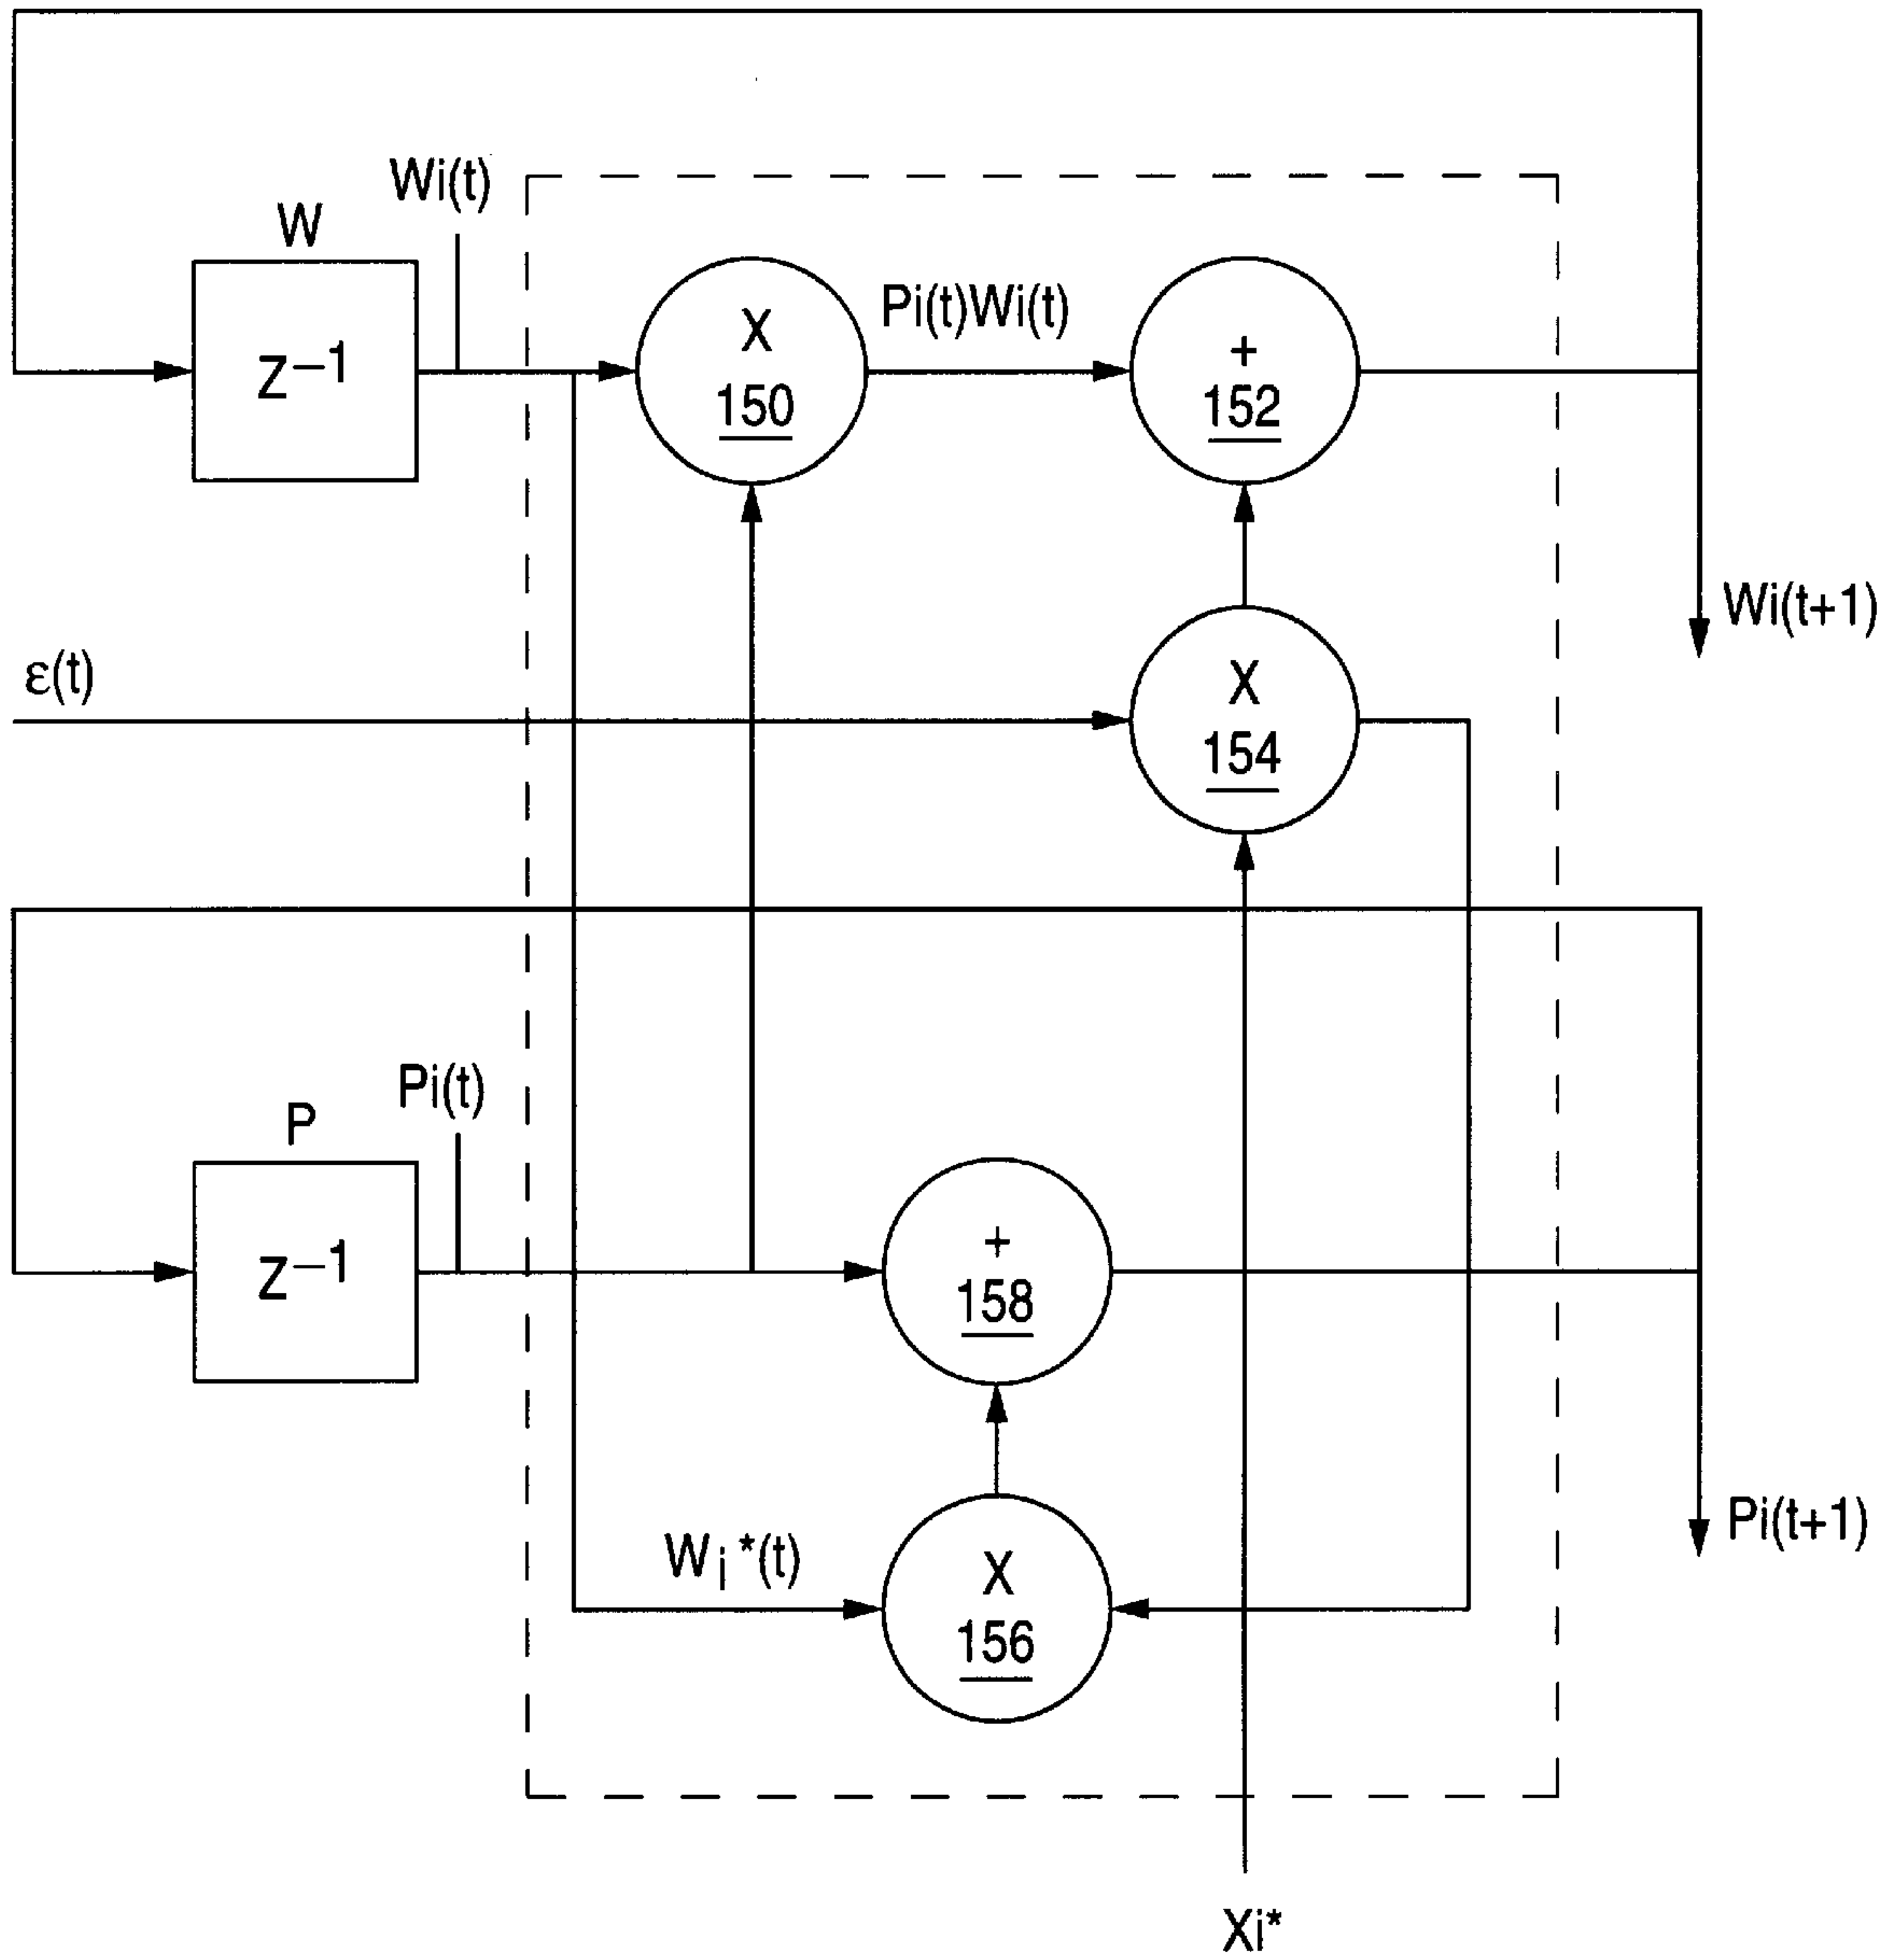 Wi(t)
W
Z⁻¹
X
150
Pi(t)Wi(t)
+
152
Wi(t+1)
ε(t)
X
154
Pi(t)
P
Z⁻¹
+
158
Wi*(t)
X
156
Pi(t+1)
Xi*